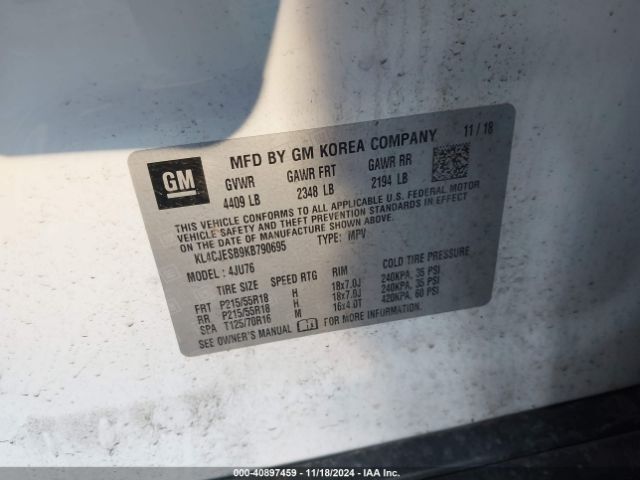 GM
MFD BY GM KOREA COMPANY 11 / 18
GVWR GAWR FRT GAWR RR
4409 LB 2348 LB 2194 LB
THIS VEHICLE CONFORMS TO ALL APPLICABLE U.S. FEDERAL MOTOR
VEHICLE SAFETY, BUMPER, AND THEFT PREVENTION STANDARDS IN
EFFECT ON THE DATE OF MANUFACTURE SHOWN ABOVE.
KL4CJESB9KB790695 TYPE: MPV
MODEL: 4JU76
TIRE SIZE SPEED RTG RIM COLD TIRE PRESSURE
FRT P215/55R18 H 18x7.0J 240KPA, 35 PSI
RR P215/55R18 H 18x7.0J 240KPA, 35 PSI
SPA T125/70R16 M 16x4.0T 420KPA, 60 PSI
SEE OWNER'S MANUAL FOR MORE INFORMATION.
000-40897459 - 11/18/2024 - IAA Inc.